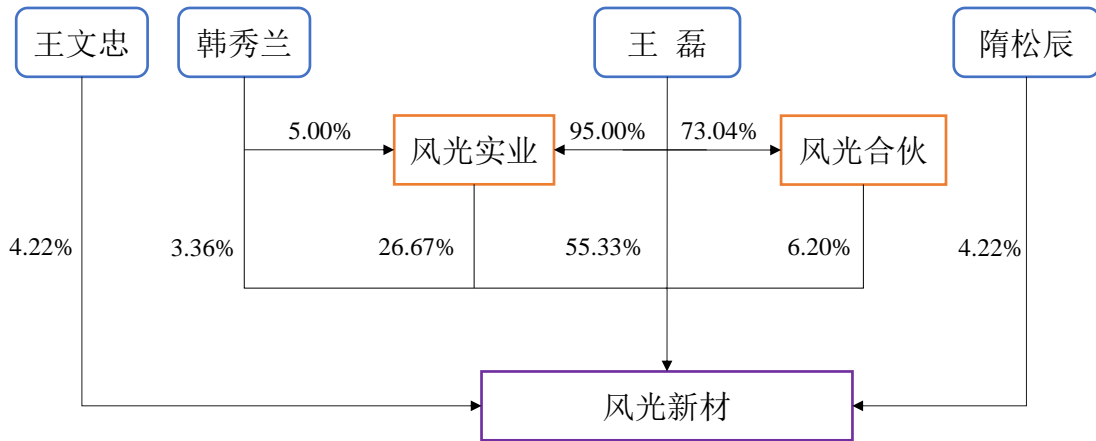 王文忠
韩秀兰
王 磊
隋松辰
5.00%
风光实业
95.00%
73.04%
风光合伙
4.22%
3.36%
26.67%
55.33%
6.20%
4.22%
风光新材